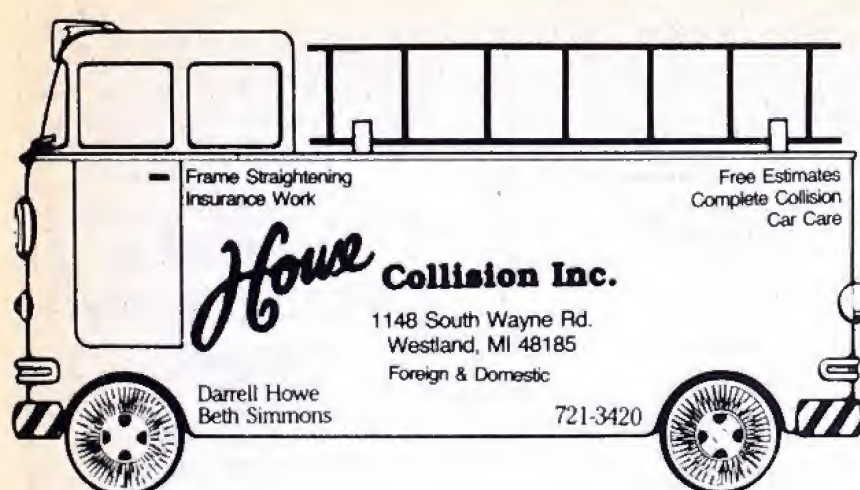 Frame Straightening
Insurance Work
Free Estimates
Complete Collision
Car Care
Howe Collision Inc.
1148 South Wayne Rd.
Westland, MI 48185
Foreign & Domestic
Darrell Howe
Beth Simmons
721-3420